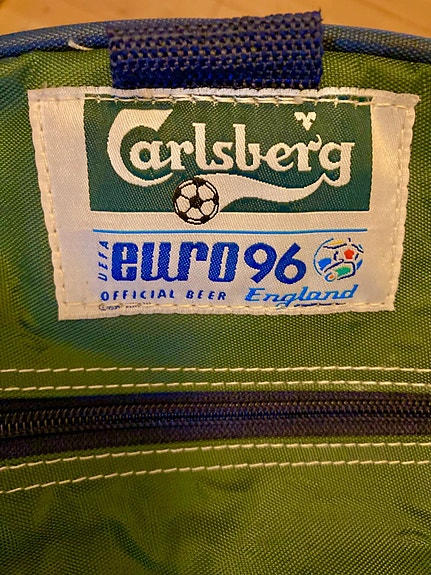 Carlsberg
UEFA
euro96
OFFICIAL BEER England